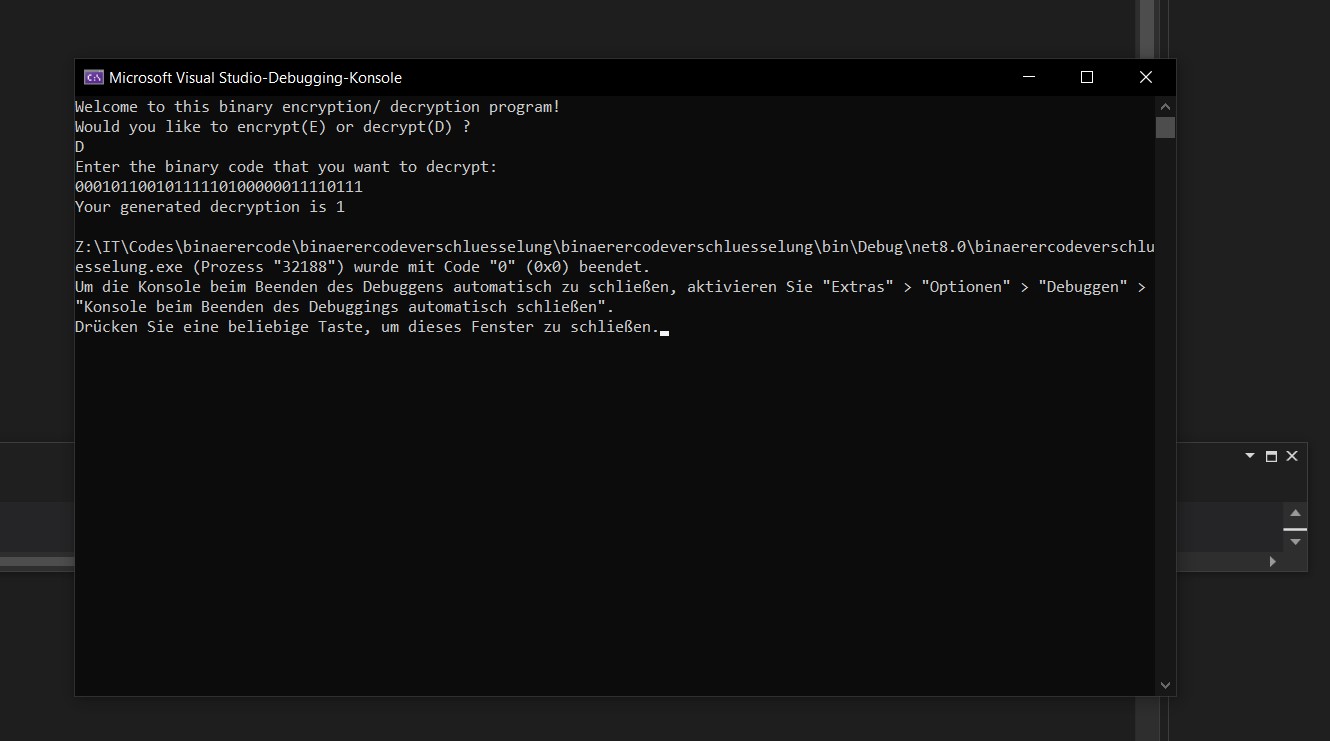 Microsoft Visual Studio-Debugging-Konsole
Welcome to this binary encryption/ decryption program!
Would you like to encrypt(E) or decrypt(D) ?
D
Enter the binary code that you want to decrypt:
00010110010111110100000011110111
Your generated decryption is 1
Z:\IT\Codes\binaerercode\binaerercodeverschluesselung\binaerercodeverschluesselung\bin\Debug\net8.0\binaerercodeverschlu
esselung.exe (Prozess "32188") wurde mit Code "0" (0x0) beendet.
Um die Konsole beim Beenden des Debuggens automatisch zu schließen, aktivieren Sie "Extras" > "Optionen" > "Debuggen" >
"Konsole beim Beenden des Debuggings automatisch schließen".
Drücken Sie eine beliebige Taste, um dieses Fenster zu schließen.